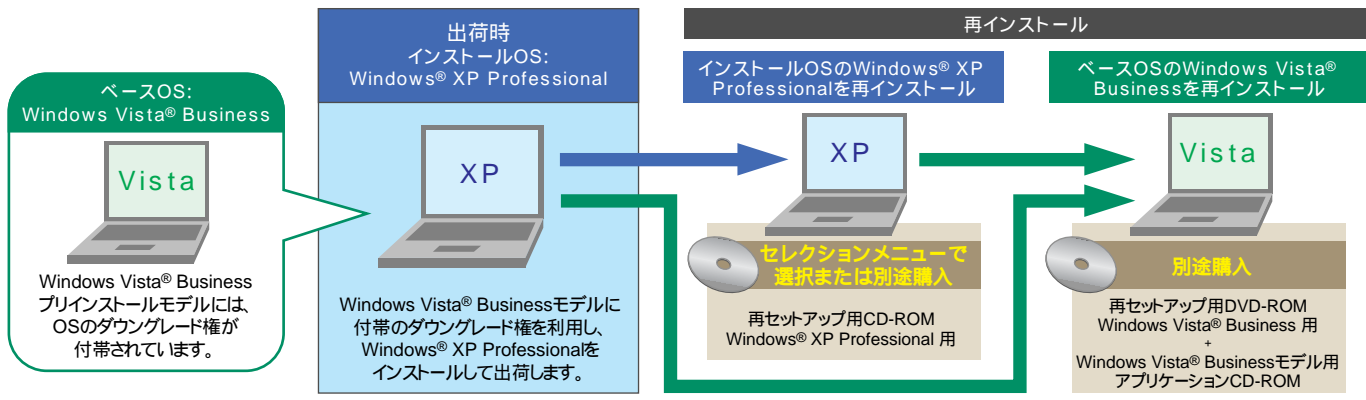 ベースOS:
Windows Vista® Business
Vista
Windows Vista® Business
プリインストールモデルには、
OSのダウングレード権が
付帯されています。
出荷時
インストールOS:
Windows® XP Professional
XP
Windows Vista® Businessモデルに
付帯のダウングレード権を利用し、
Windows® XP Professionalを
インストールして出荷します。
再インストール
インストールOSのWindows® XP
Professionalを再インストール
XP
セレクションメニューで
選択または別途購入
再セットアップ用CD-ROM
Windows® XP Professional 用
ベースOSのWindows Vista®
Businessを再インストール
Vista
別途購入
再セットアップ用DVD-ROM
Windows Vista® Business 用
+
Windows Vista® Businessモデル用
アプリケーションCD-ROM